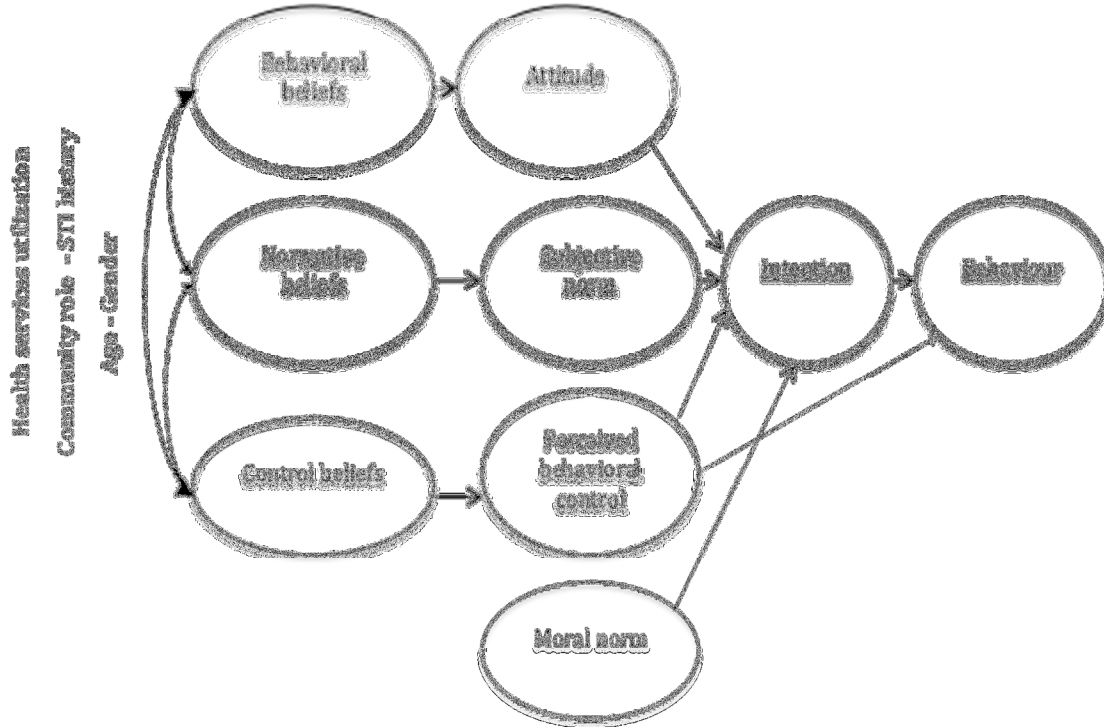 Health services utilization
Community role - STI history
Age - Gender
Behavioral
beliefs
Attitude
Normative
beliefs
Subjective
norm
Intention
Behaviour
Control beliefs
Perceived
behavioral
control
Moral norm